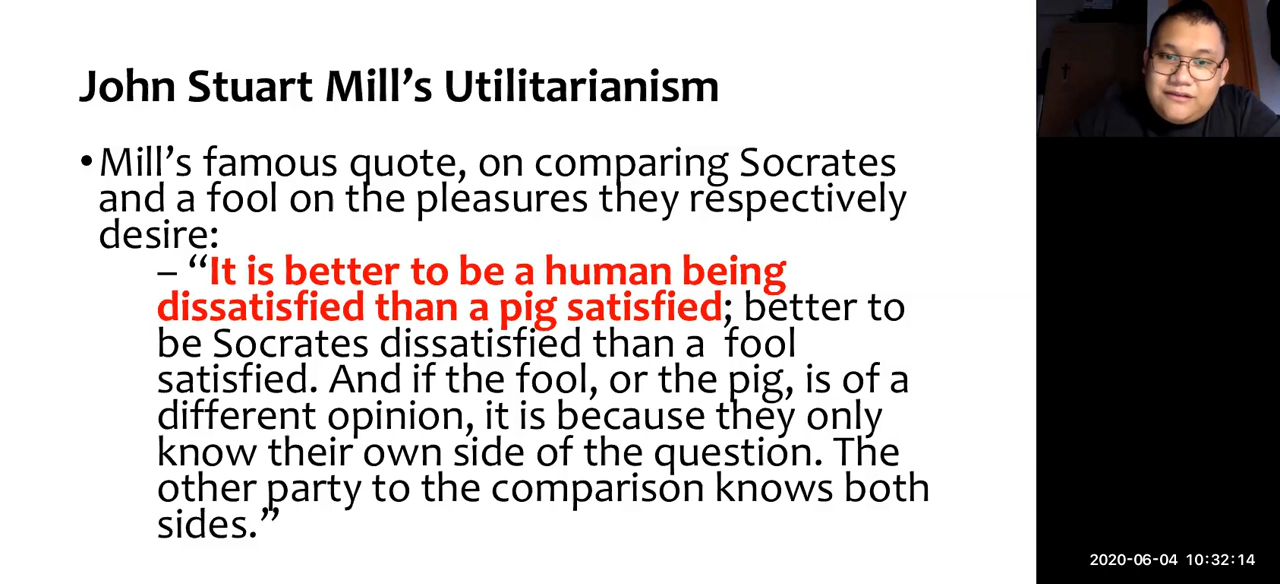 John Stuart Mill’s Utilitarianism
•Mill’s famous quote, on comparing Socrates
and a fool on the pleasures they respectively
desire:
– “It is better to be a human being
dissatisfied than a pig satisfied; better to
be Socrates dissatisfied than a fool
satisfied. And if the fool, or the pig, is of a
different opinion, it is because they only
know their own side of the question. The
other party to the comparison knows both
sides.”
2020-06-04 10:32:14